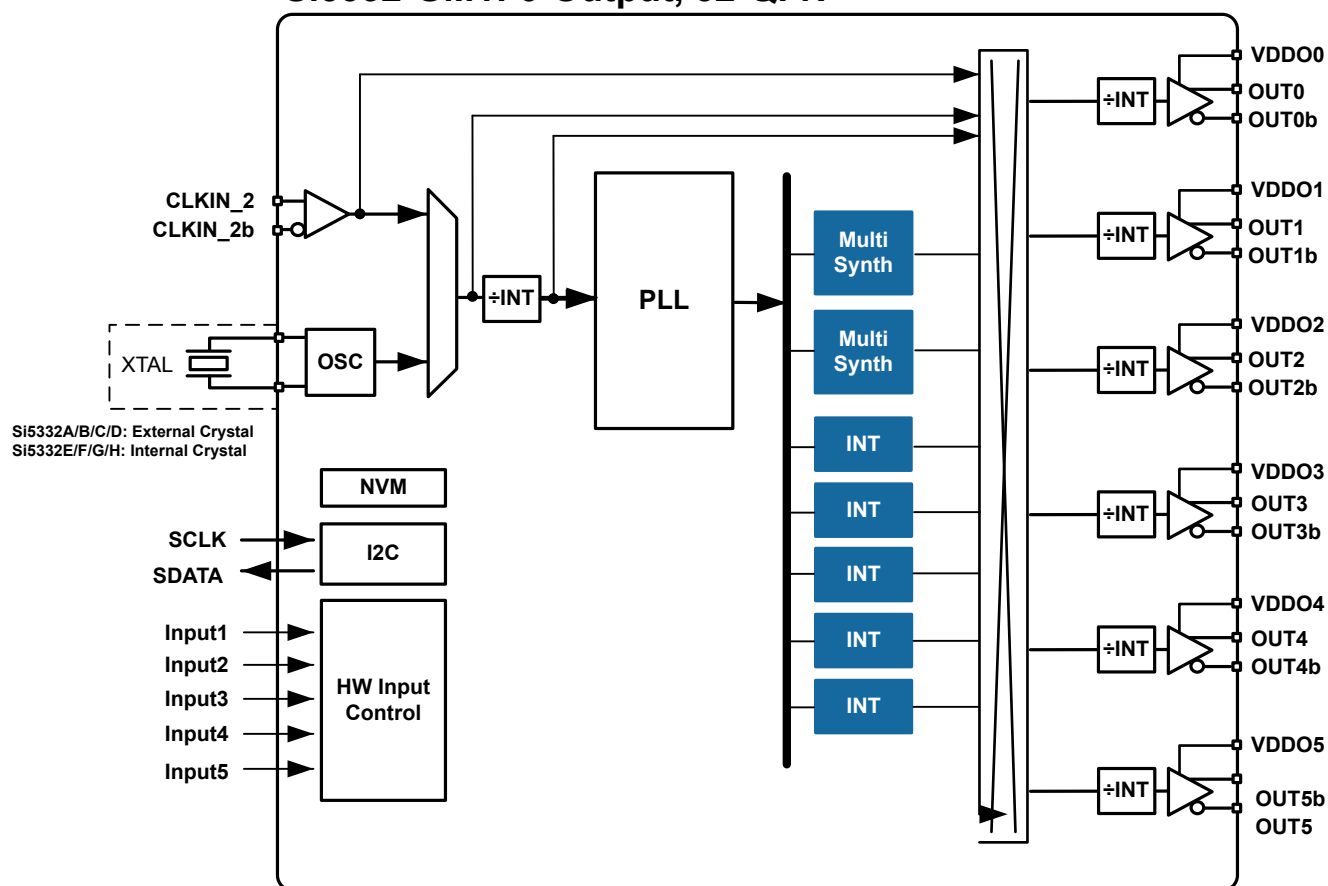 VDDO0
OUT0
OUT0b
÷INT
CLKIN_2
CLKIN_2b
VDDO1
OUT1
OUT1b
÷INT
Multi
Synth
÷INT
PLL
XTAL
OSC
Multi
Synth
VDDO2
OUT2
OUT2b
÷INT
Si5332A/B/C/D: External Crystal
Si5332E/F/G/H: Internal Crystal
INT
NVM
INT
VDDO3
OUT3
OUT3b
÷INT
SCLK
SDATA
I2C
INT
Input1
Input2
Input3
Input4
Input5
HW Input
Control
INT
INT
VDDO4
OUT4
OUT4b
÷INT
VDDO5
OUT5b
OUT5
÷INT